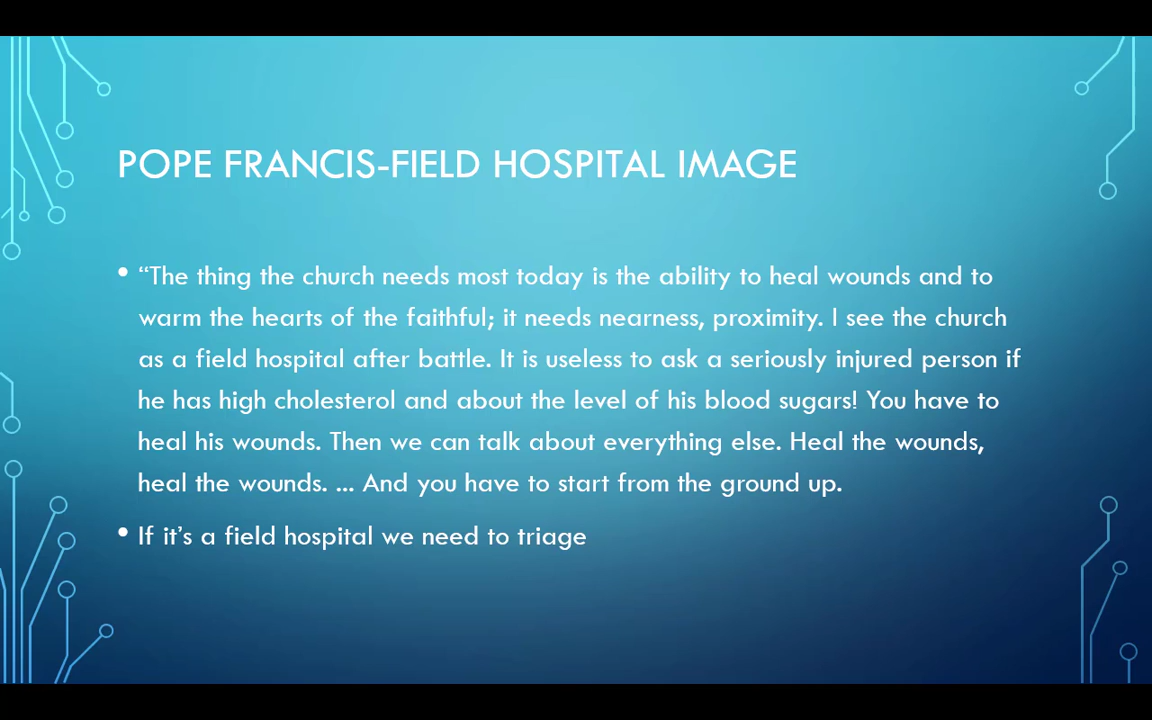 POPE FRANCIS-FIELD HOSPITAL IMAGE
• “The thing the church needs most today is the ability to heal wounds and to
warm the hearts of the faithful; it needs nearness, proximity. I see the church
as a field hospital after battle. It is useless to ask a seriously injured person if
he has high cholesterol and about the level of his blood sugars! You have to
heal his wounds. Then we can talk about everything else. Heal the wounds,
heal the wounds. ... And you have to start from the ground up.
• If it’s a field hospital we need to triage